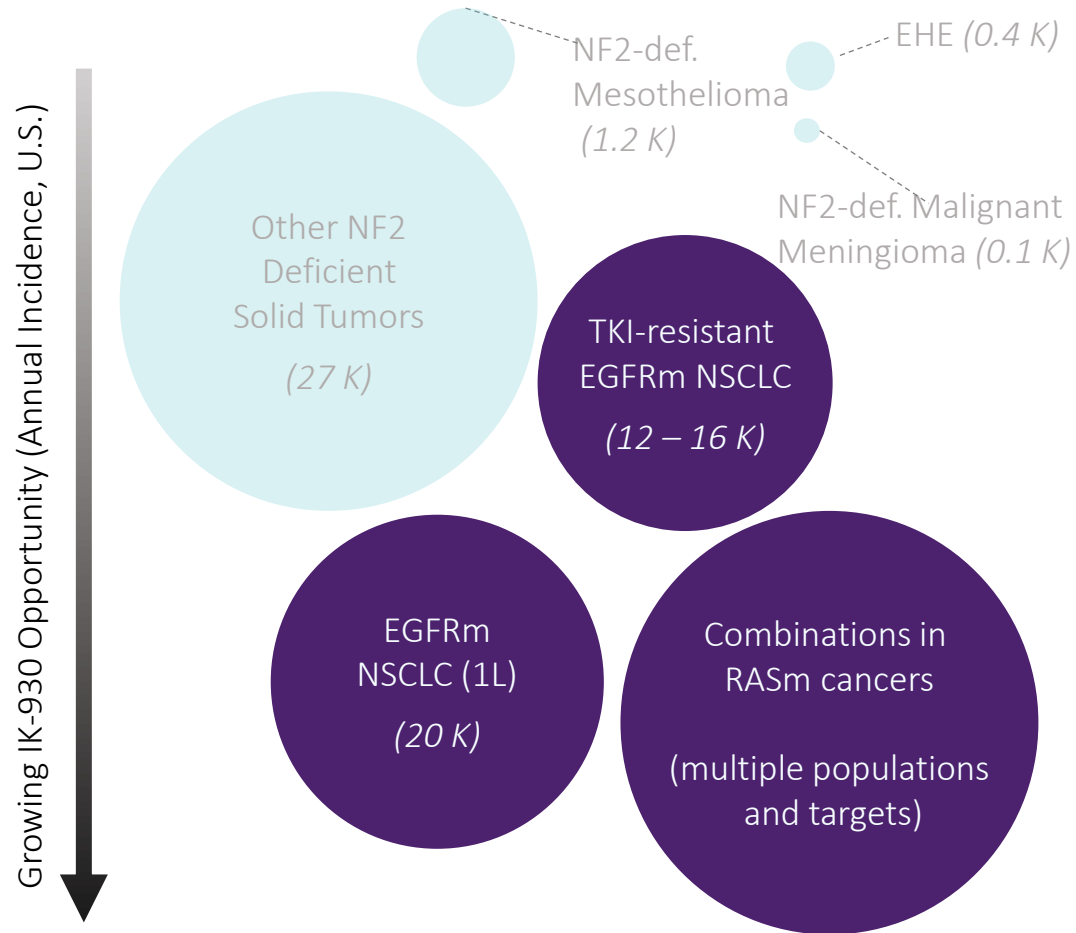 Growing IK-930 Opportunity (Annual Incidence, U.S.)
NF2-def.
Mesothelioma
(1.2 K)
EHE (0.4 K)
NF2-def. Malignant
Meningioma (0.1 K)
Other NF2
Deficient
Solid Tumors
(27 K)
TKI-resistant
EGFRm NSCLC
(12 – 16 K)
EGFRm
NSCLC (1L)
(20 K)
Combinations in
RASm cancers
(multiple populations
and targets)